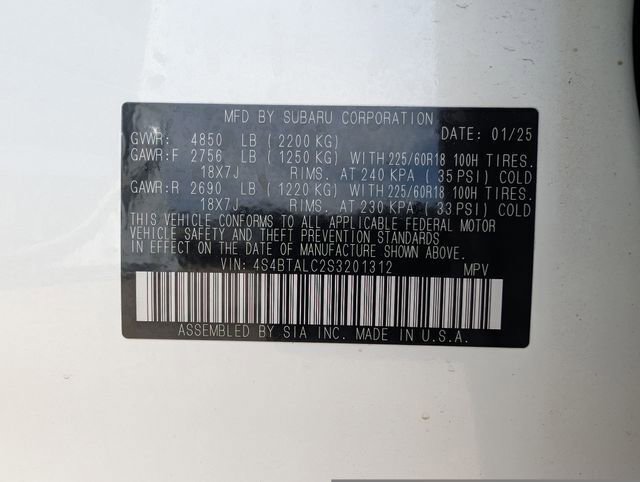 MFD BY SUBARU CORPORATION
GVWR: 4850 LB (2200 KG) DATE: 01/25
GAWR:F 2756 LB (1250 KG) WITH 225/60R18 100H TIRES.
18X7J RIMS. AT 240 KPA (35 PSI) COLD
GAWR:R 2690 LB (1220 KG) WITH 225/60R18 100H TIRES.
18X7J RIMS. AT 230 KPA (33 PSI) COLD
THIS VEHICLE CONFORMS TO ALL APPLICABLE FEDERAL MOTOR
VEHICLE SAFETY AND THEFT PREVENTION STANDARDS
IN EFFECT ON THE DATE OF MANUFACTURE SHOWN ABOVE.
VIN: 4S4BTALC2S3201312 MPV
ASSEMBLED BY SIA INC. MADE IN U.S.A.